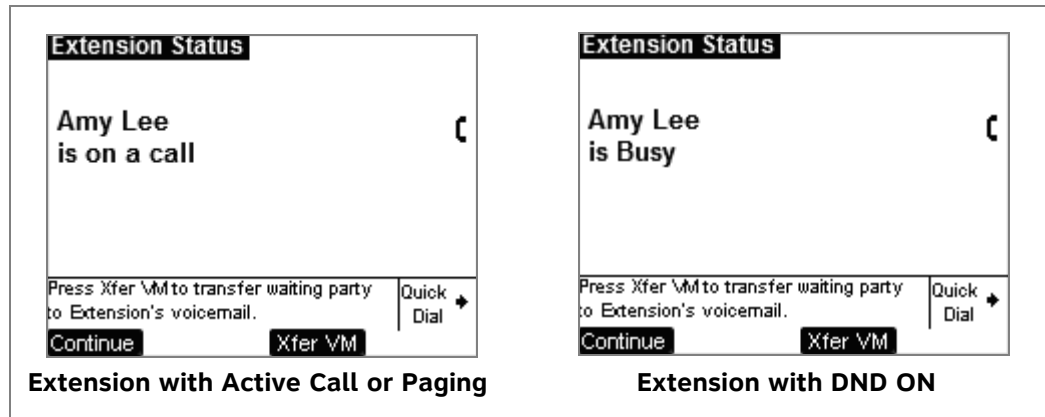 Extension Status
Amy Lee
is on a call
Press Xfer VM to transfer waiting party
to Extension's voicemail.
Quick
Dial
Continue
Xfer VM
Extension with Active Call or Paging
Extension Status
Amy Lee
is Busy
Press Xfer VM to transfer waiting party
to Extension's voicemail.
Quick
Dial
Continue
Xfer VM
Extension with DND ON